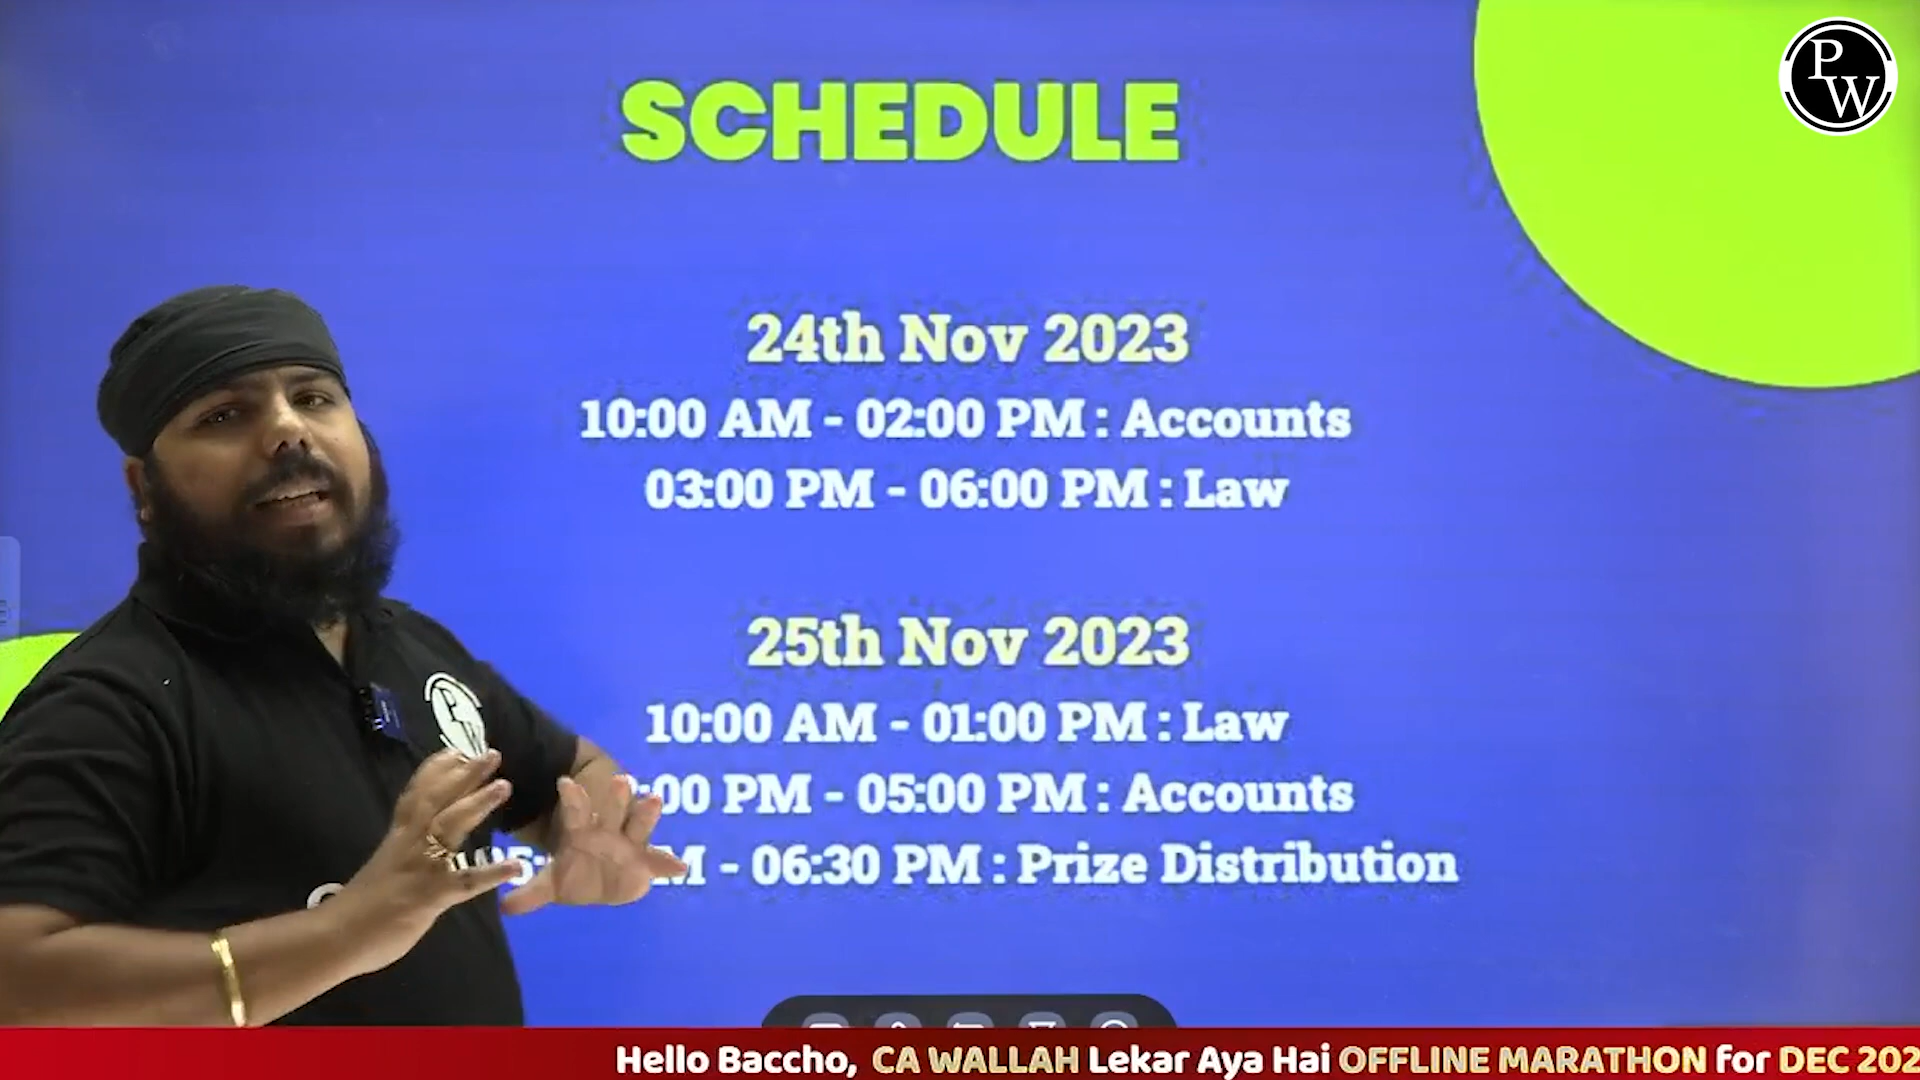 PW
SCHEDULE
24th Nov 2023
10:00 AM - 02:00 PM : Accounts
03:00 PM - 06:00 PM : Law
25th Nov 2023
10:00 AM - 01:00 PM : Law
PM - 05:00 PM : Accounts
- 06:30 PM : Prize Distribution
PW
Hello Baccho, CA WALLAH Lekar Aya Hai OFFLINE MARATHON for DEC